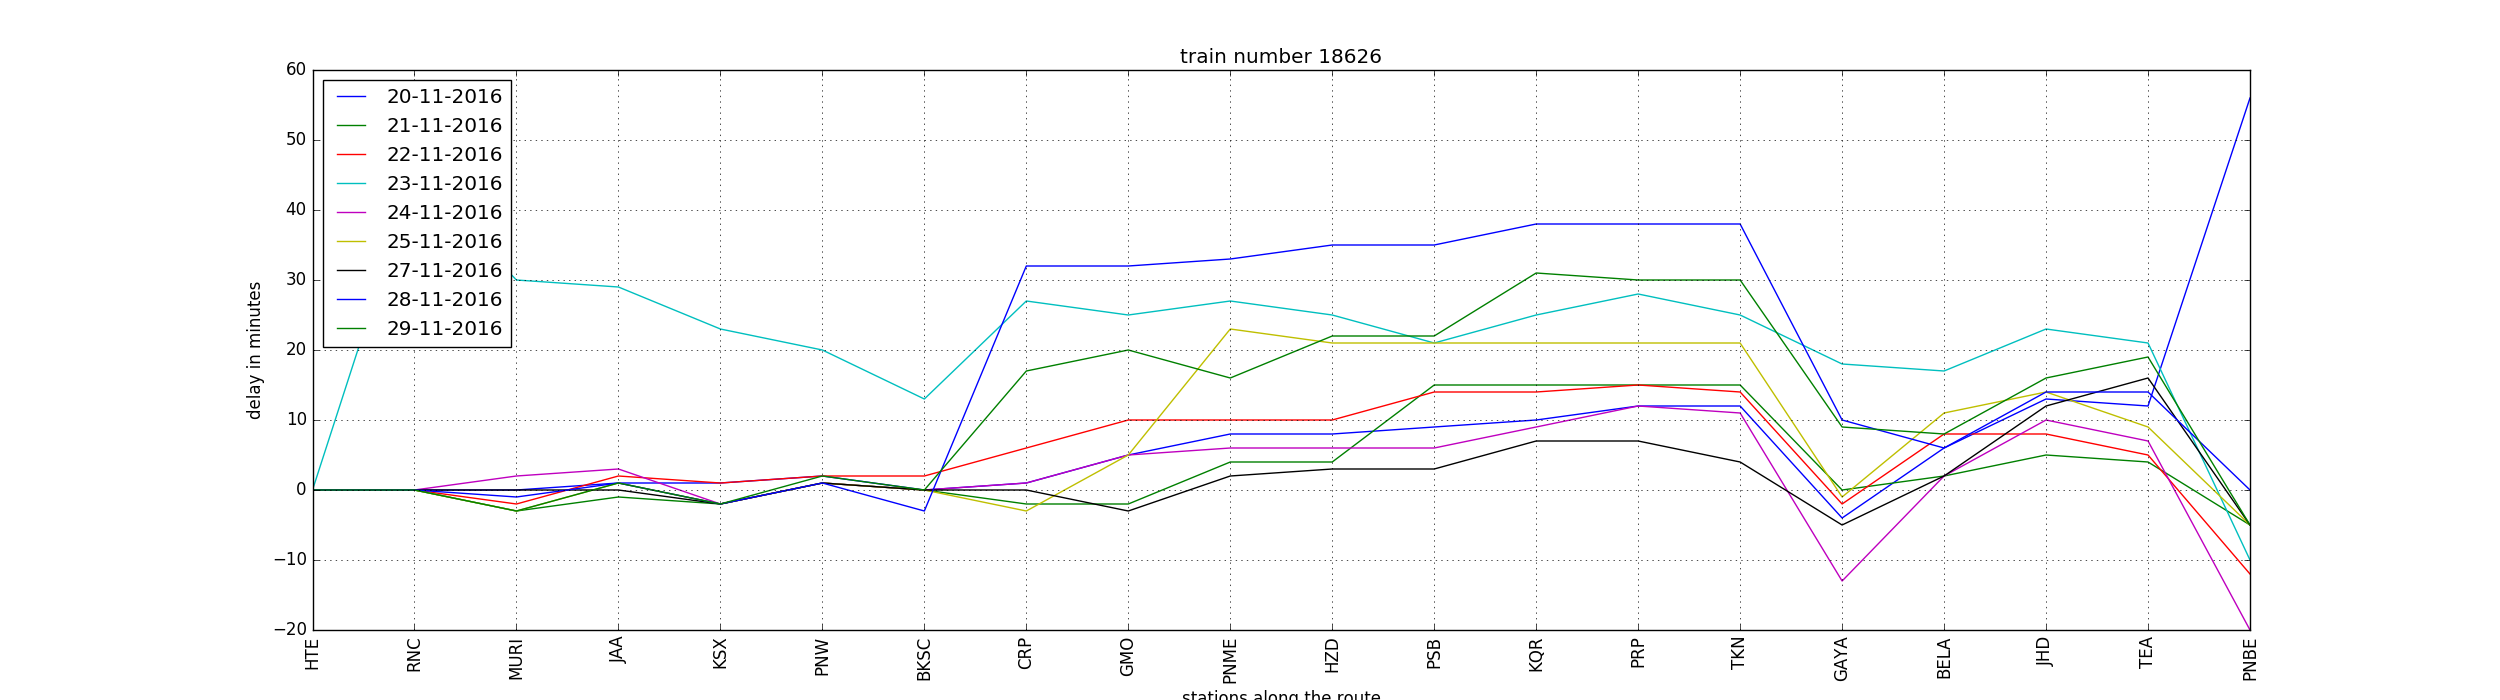 train number 18626
60
50
40
30
20
10
0
−10
−20
delay in minutes
20-11-2016
21-11-2016
22-11-2016
23-11-2016
24-11-2016
25-11-2016
27-11-2016
28-11-2016
29-11-2016
HTE
RNC
MURI
JAA
KSX
PNW
BKSC
CRP
GMO
PNME
HZD
PSB
KQR
PRP
TKN
GAYA
BELA
JHD
TEA
PNBE
stations along the route